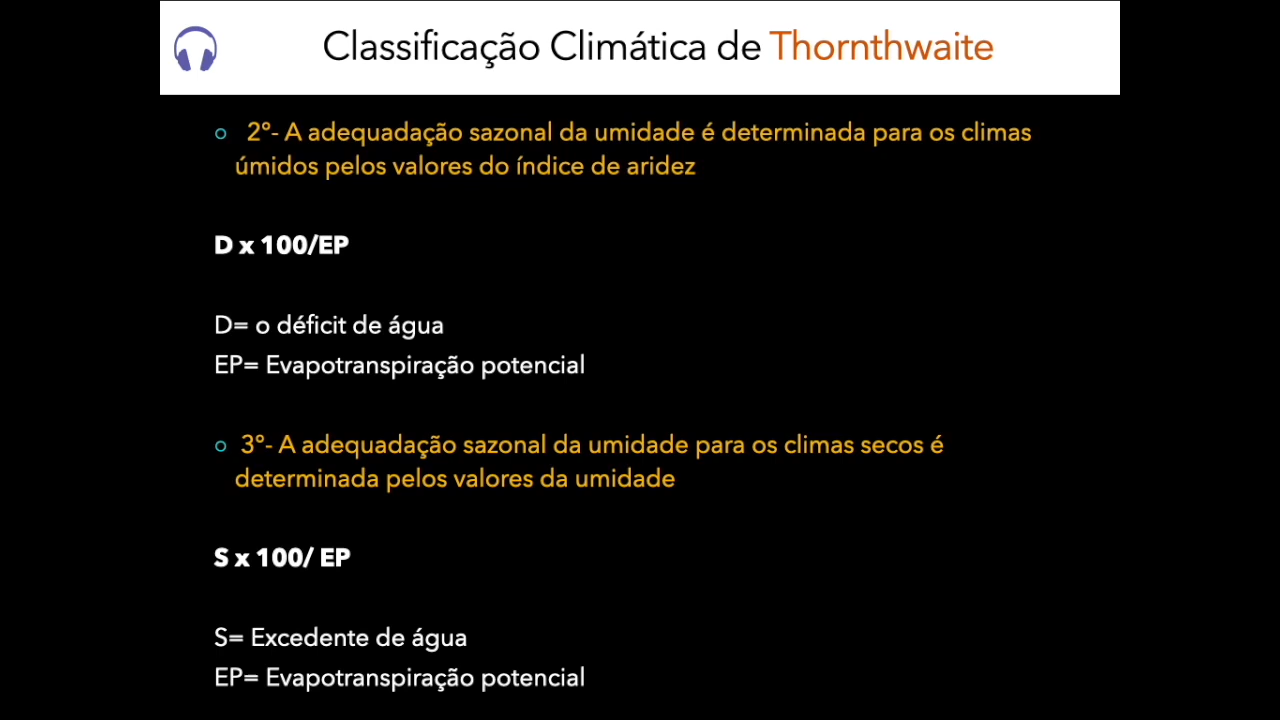 Classificação Climática de Thornthwaite
2º- A adequadação sazonal da umidade é determinada para os climas
úmidos pelos valores do índice de aridez
D x 100/EP
D= o déficit de água
EP= Evapotranspiração potencial
3º- A adequadação sazonal da umidade para os climas secos é
determinada pelos valores da umidade
S x 100/ EP
S= Excedente de água
EP= Evapotranspiração potencial